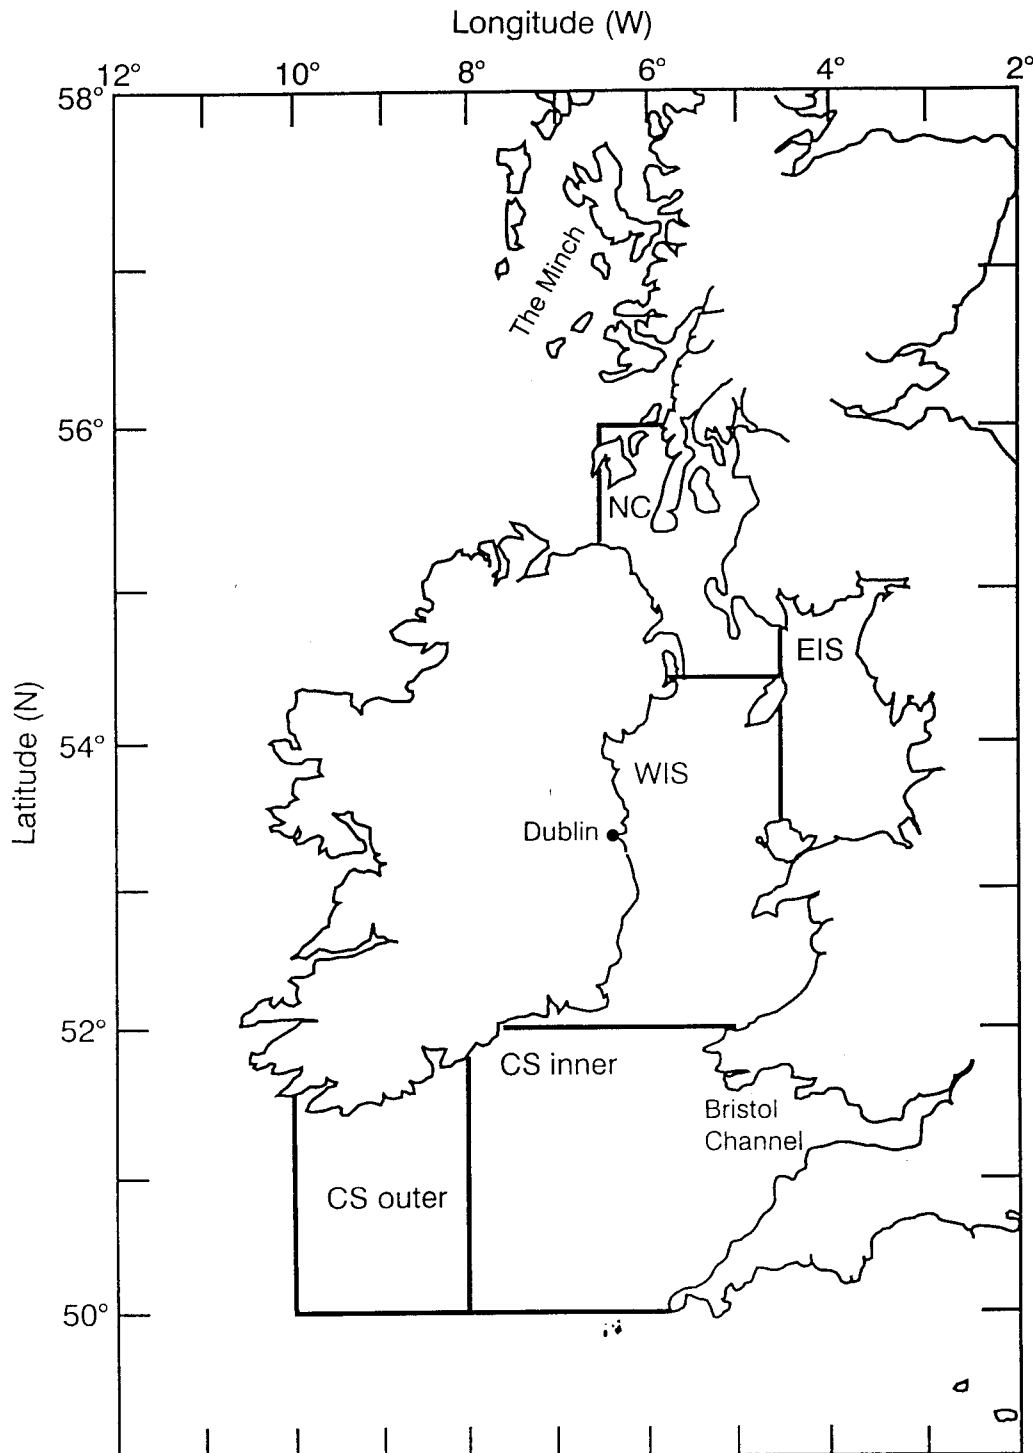 Longitude (W)
12° 10° 8° 6° 4° 2°
58°
The Minch
56°
NC
EIS
Latitude (N)
54°
WIS
Dublin
52°
CS inner
Bristol
Channel
CS outer
50°